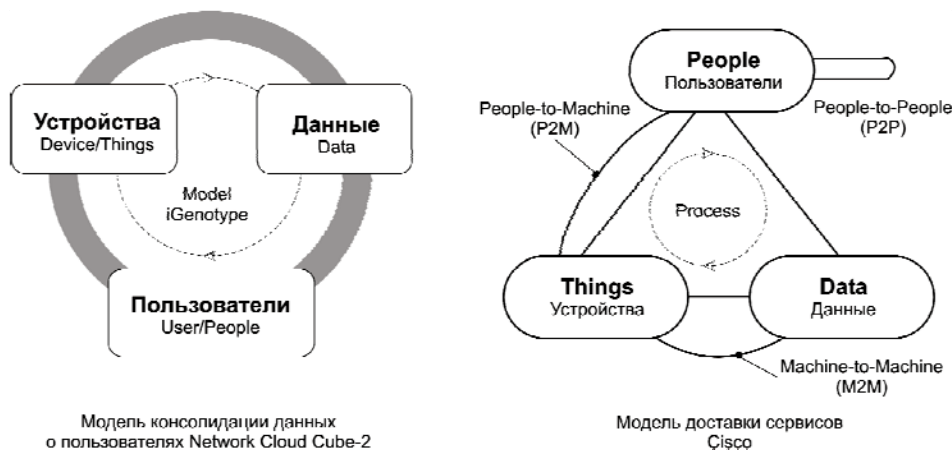 Устройства
Device/Things
Данные
Data
Model
iGenotype
Пользователи
User/People
Модель консолидации данных
о пользователях Network Cloud Cube-2
People
Пользователи
People-to-Machine
(P2M)
People-to-People
(P2P)
Process
Things
Устройства
Data
Данные
Machine-to-Machine
(M2M)
Модель доставки сервисов
Çişço